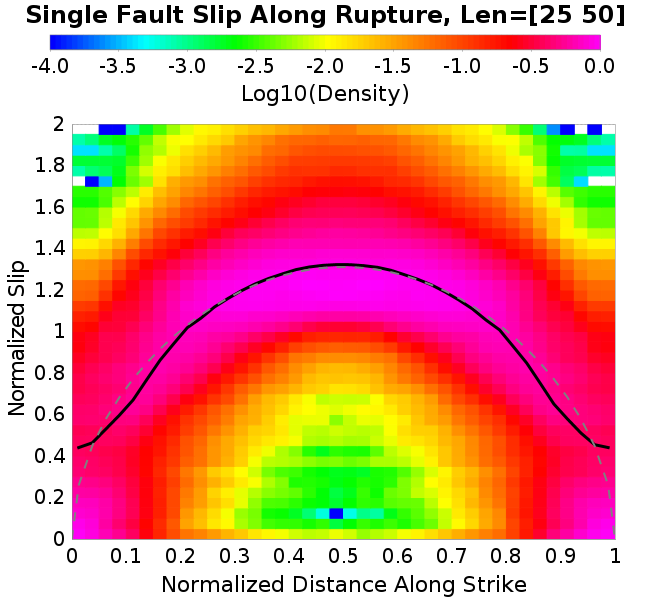 Single Fault Slip Along Rupture, Len=[25 50]
-4.0 -3.5 -3.0 -2.5 -2.0 -1.5 -1.0 -0.5 0.0
Log10(Density)
2
1.8
1.6
1.4
1.2
1
0.8
0.6
0.4
0.2
0
Normalized Slip
0 0.1 0.2 0.3 0.4 0.5 0.6 0.7 0.8 0.9 1
Normalized Distance Along Strike